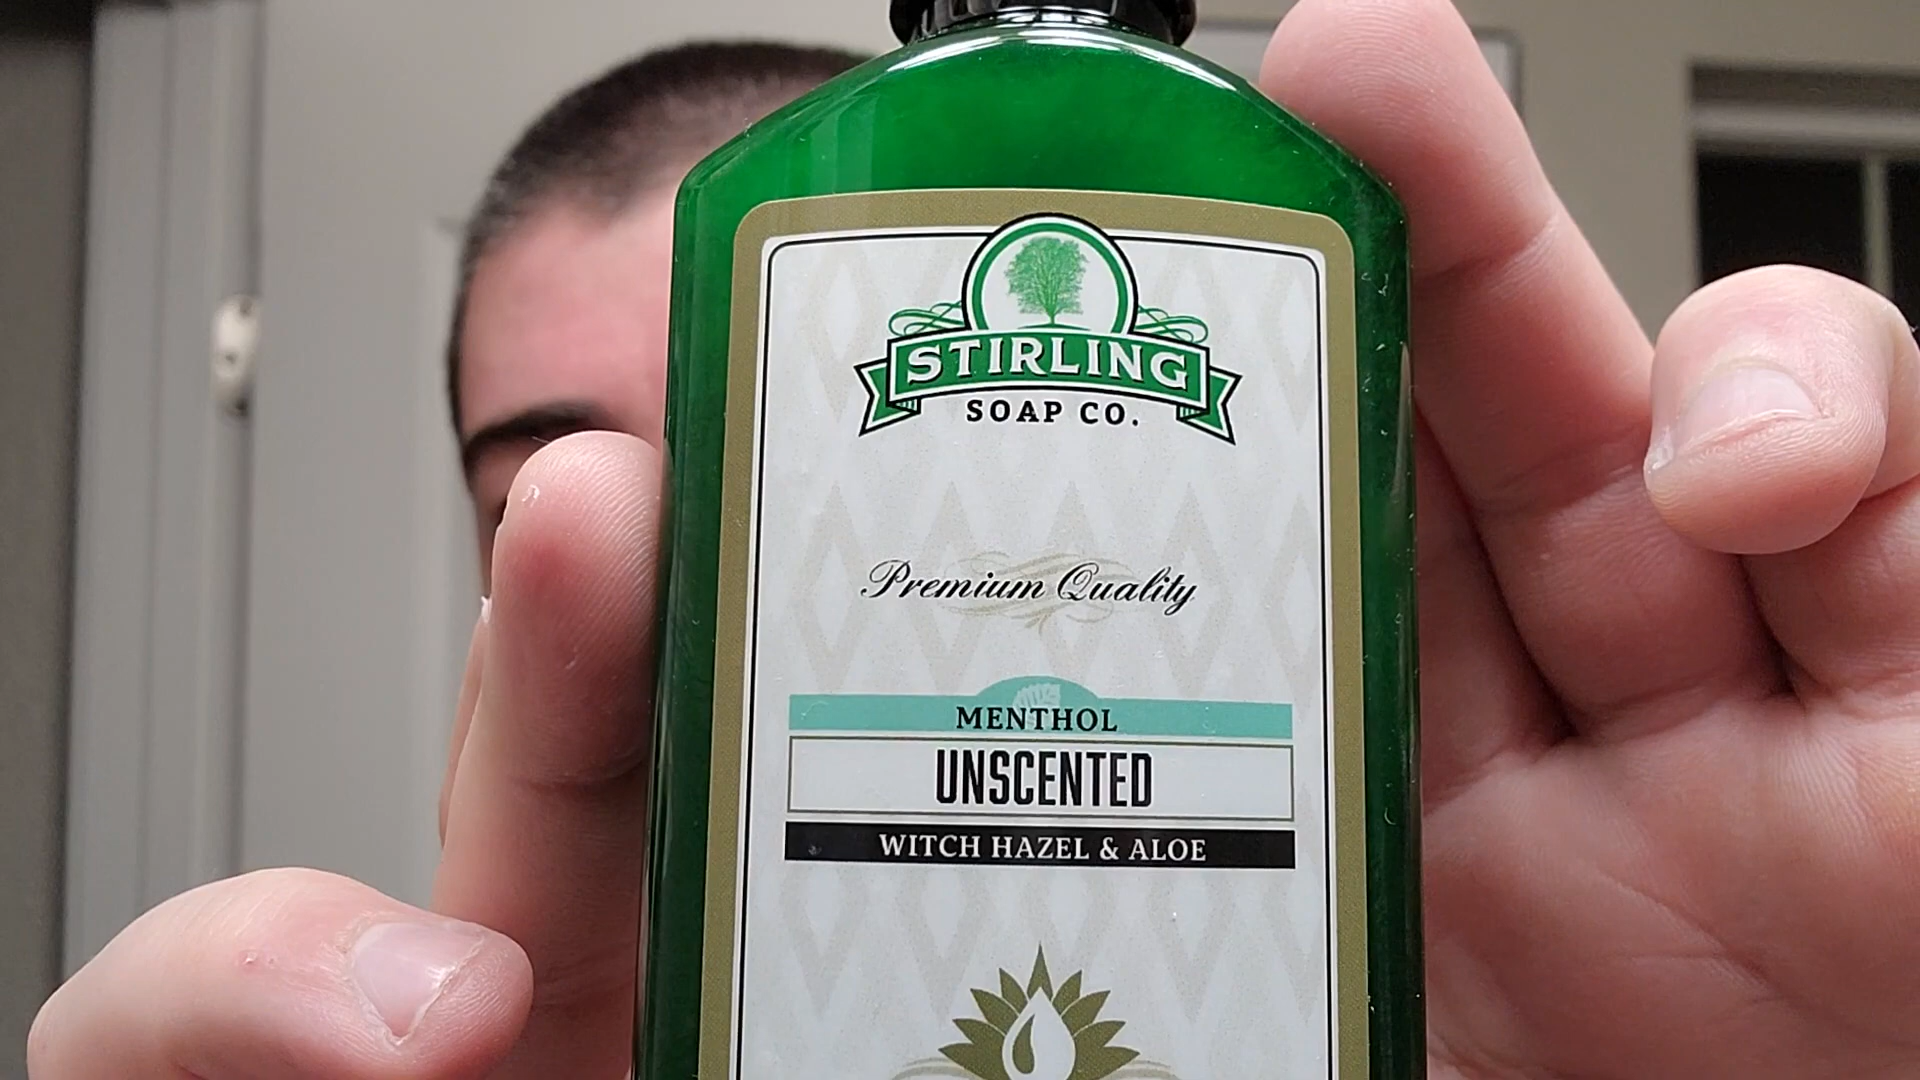 STIRLING
SOAP CO.
Premium Quality
MENTHOL
UNSCENTED
WITCH HAZEL & ALOE